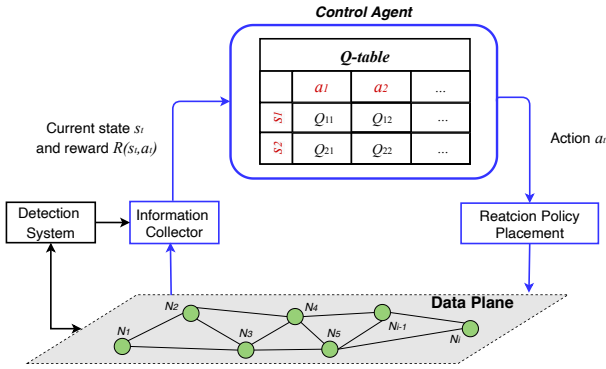 Control Agent
Q-table
a1 a2 ...
s1 Q11 Q12 ...
s2 Q21 Q22 ...
Current state st
and reward R(st,at)
Action at
Detection
System
Information
Collector
Reatcion Policy
Placement
Data Plane
N1
N2
N3
N4
N5
Ni-1
Ni